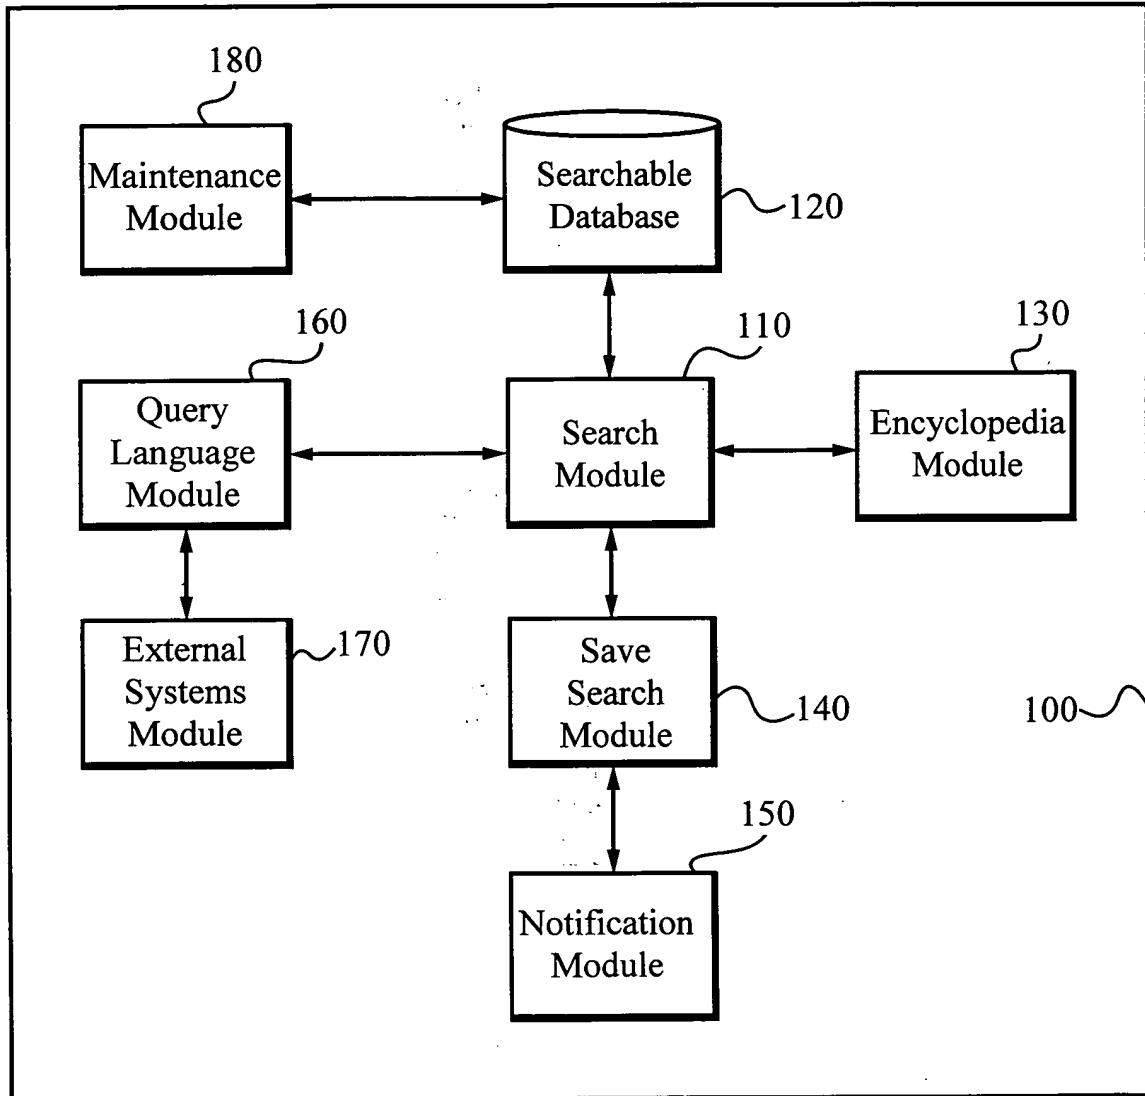 180
Maintenance
Module
Searchable
Database
120
160
Query
Language
Module
110
Search
Module
130
Encyclopedia
Module
External
Systems
Module
170
Save
Search
Module
140
100
150
Notification
Module